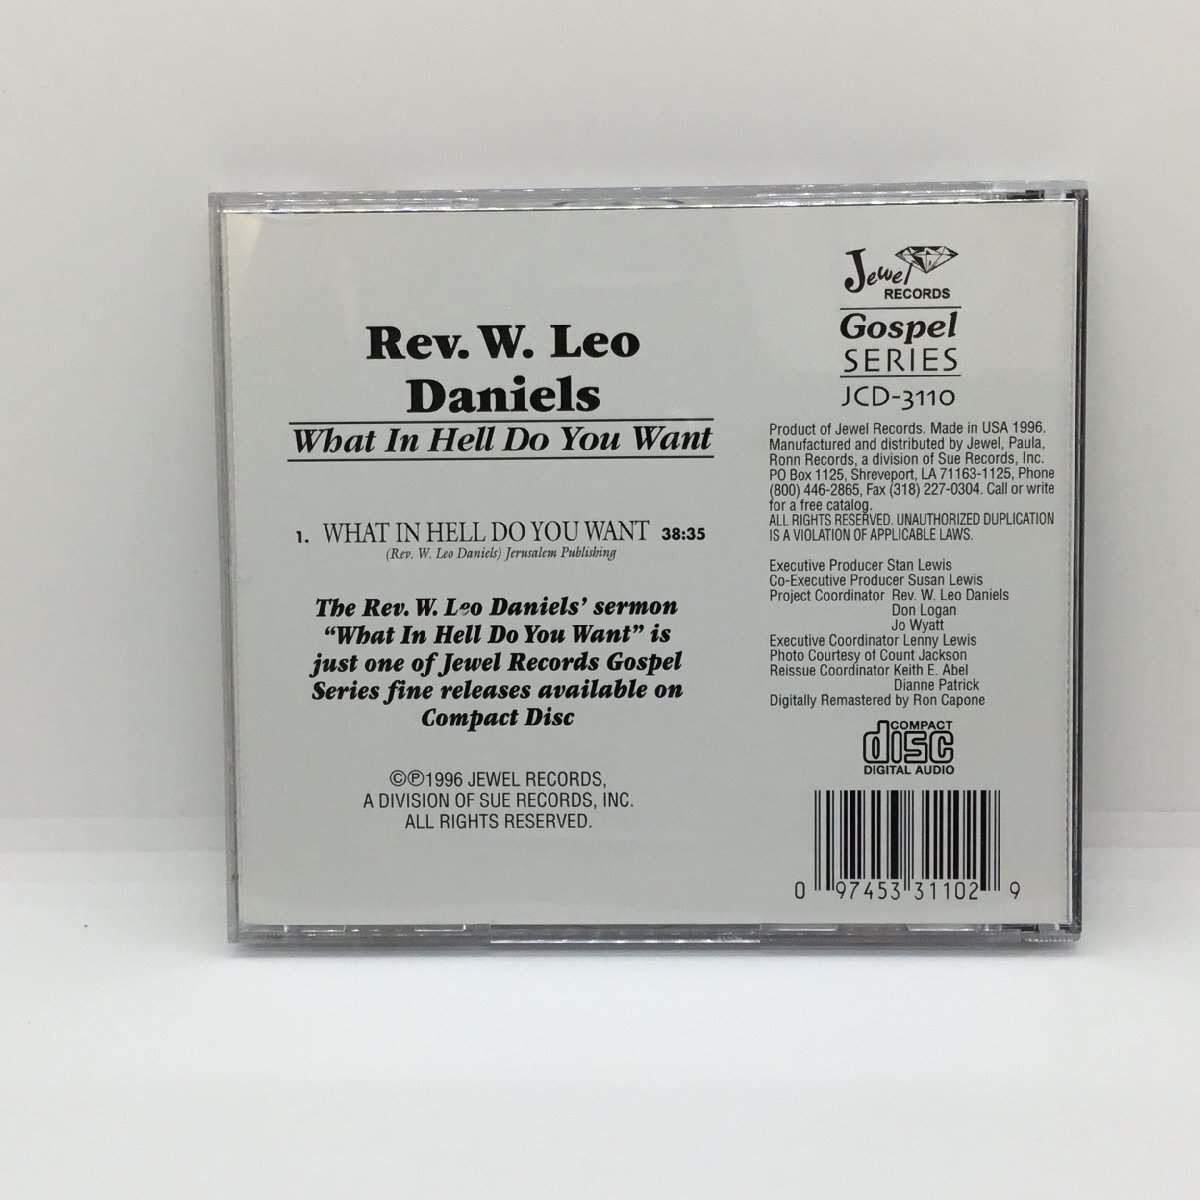 Rev. W. Leo
Daniels
What In Hell Do You Want
1. WHAT IN HELL DO YOU WANT 38:35
(Rev. W. Leo Daniels) Jerusalem Publishing
The Rev. W. Leo Daniels' sermon
"What In Hell Do You Want" is
just one of Jewel Records Gospel
Series fine releases available on
Compact Disc
©℗1996 JEWEL RECORDS,
A DIVISION OF SUE RECORDS, INC.
ALL RIGHTS RESERVED.
Jewel
RECORDS
Gospel
SERIES
JCD-3110
Product of Jewel Records. Made in USA 1996.
Manufactured and distributed by Jewel, Paula,
Ronn Records, a division of Sue Records, Inc.
PO Box 1125, Shreveport, LA 71163-1125, Phone
(800) 446-2865, Fax (318) 227-0304. Call or write
for a free catalog.
ALL RIGHTS RESERVED. UNAUTHORIZED DUPLICATION
IS A VIOLATION OF APPLICABLE LAWS.
Executive Producer Stan Lewis
Co-Executive Producer Susan Lewis
Project Coordinator Rev. W. Leo Daniels
Don Logan
Jo Wyatt
Executive Coordinator Lenny Lewis
Photo Courtesy of Count Jackson
Reissue Coordinator Keith E. Abel
Dianne Patrick
Digitally Remastered by Ron Capone
COMPACT
disc
DIGITAL AUDIO
0 97453 31102 9